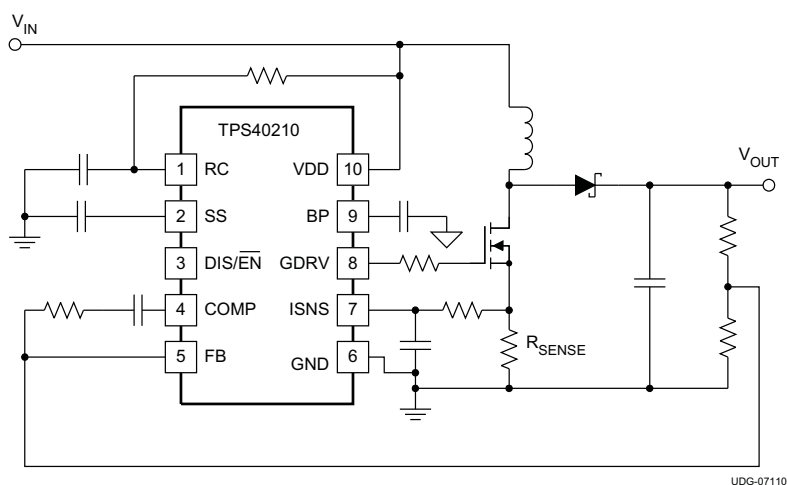 VIN
TPS40210
1 RC
VDD 10
2 SS
BP 9
3 DIS/EN
GDRV 8
4 COMP
ISNS 7
5 FB
GND 6
RSENSE
VOUT
UDG-07110